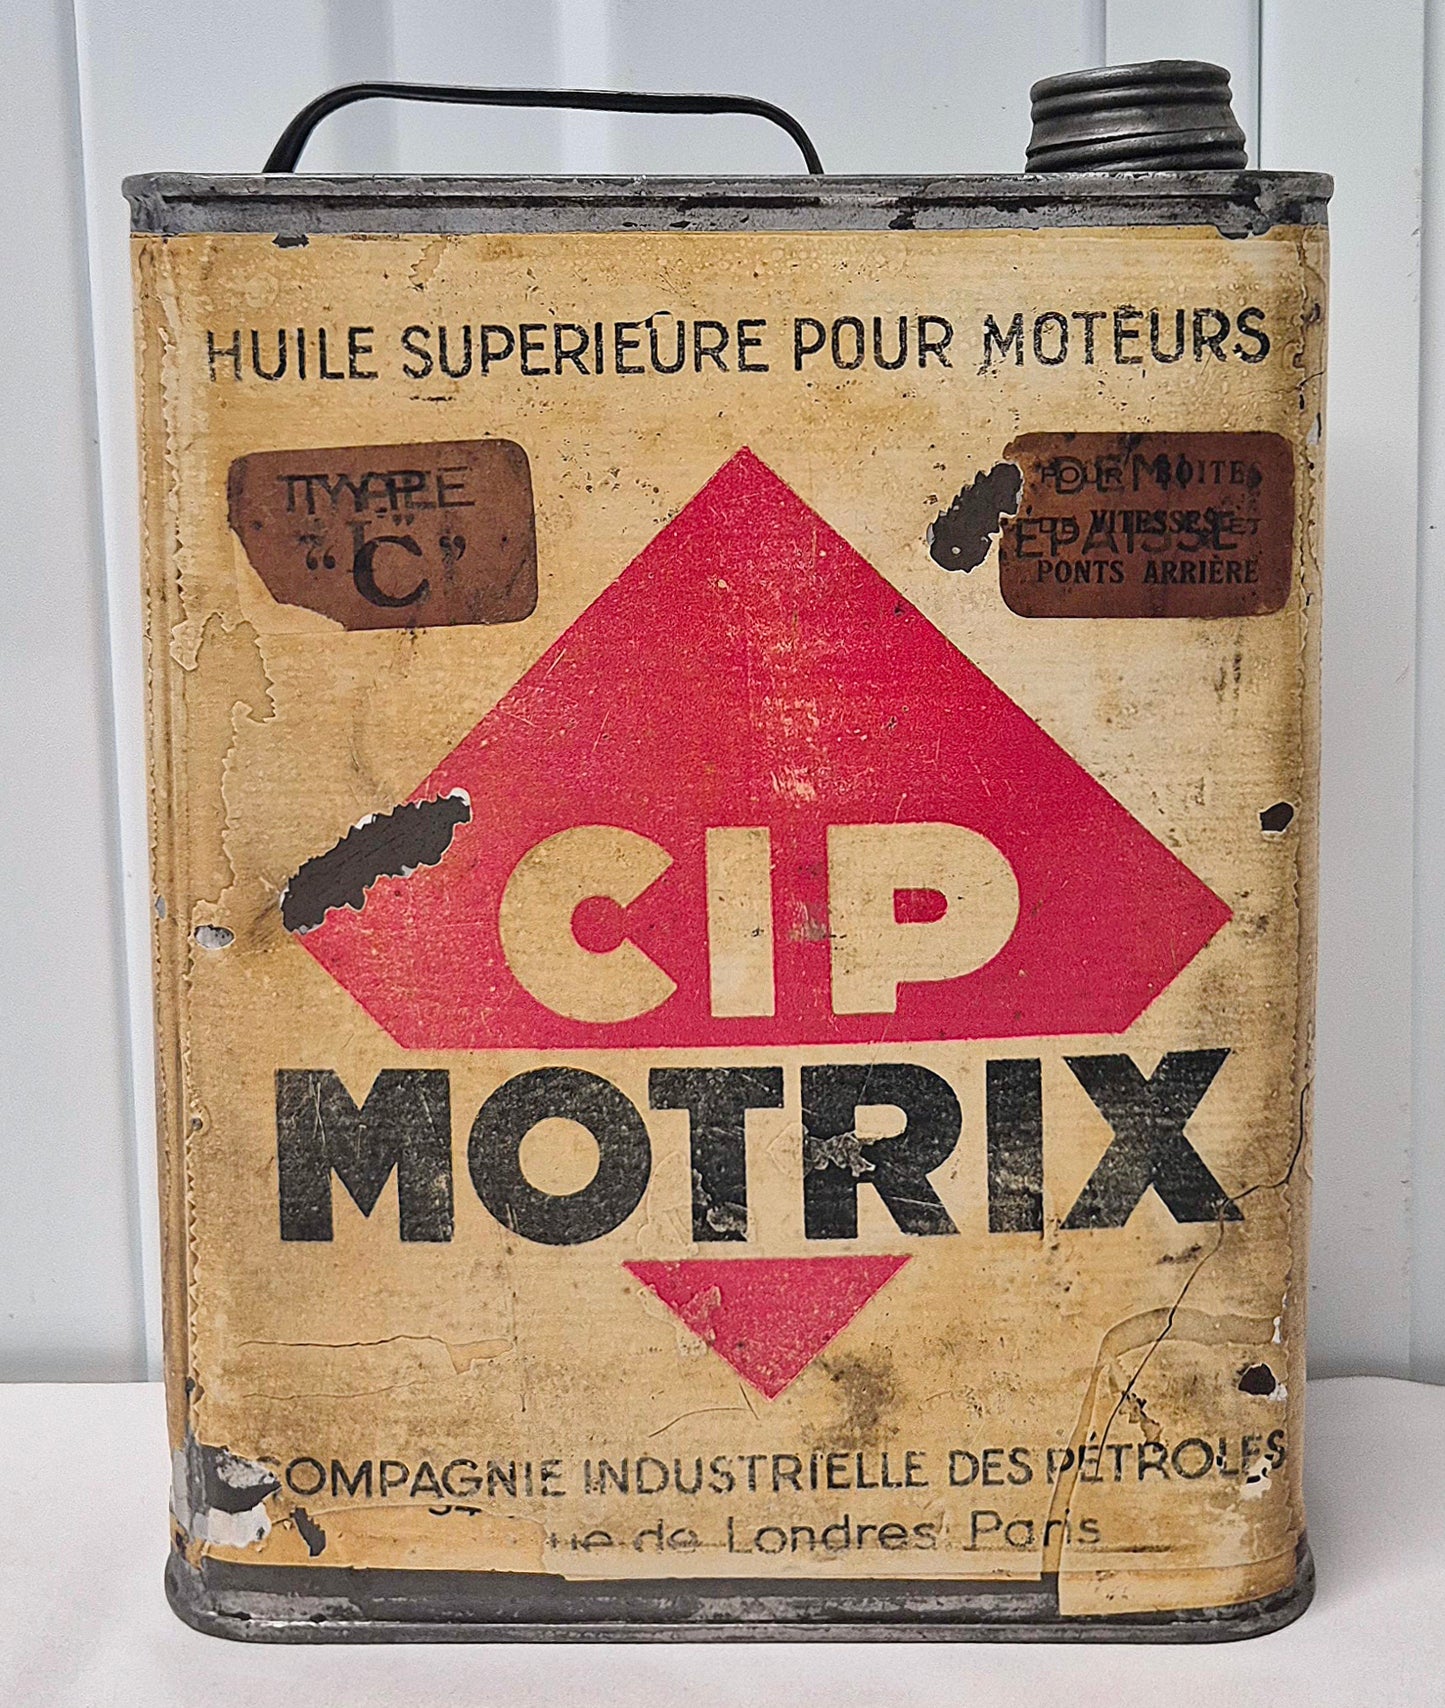 HUILE SUPERIEURE POUR MOTEURS
TYPE
"C"
POUR BOITES
DEMI
DE VITESSES ET
ÉPAISSE
PONTS ARRIÈRE
CIP
MOTRIX
COMPAGNIE INDUSTRIELLE DES PÉTROLES
de Londres Paris